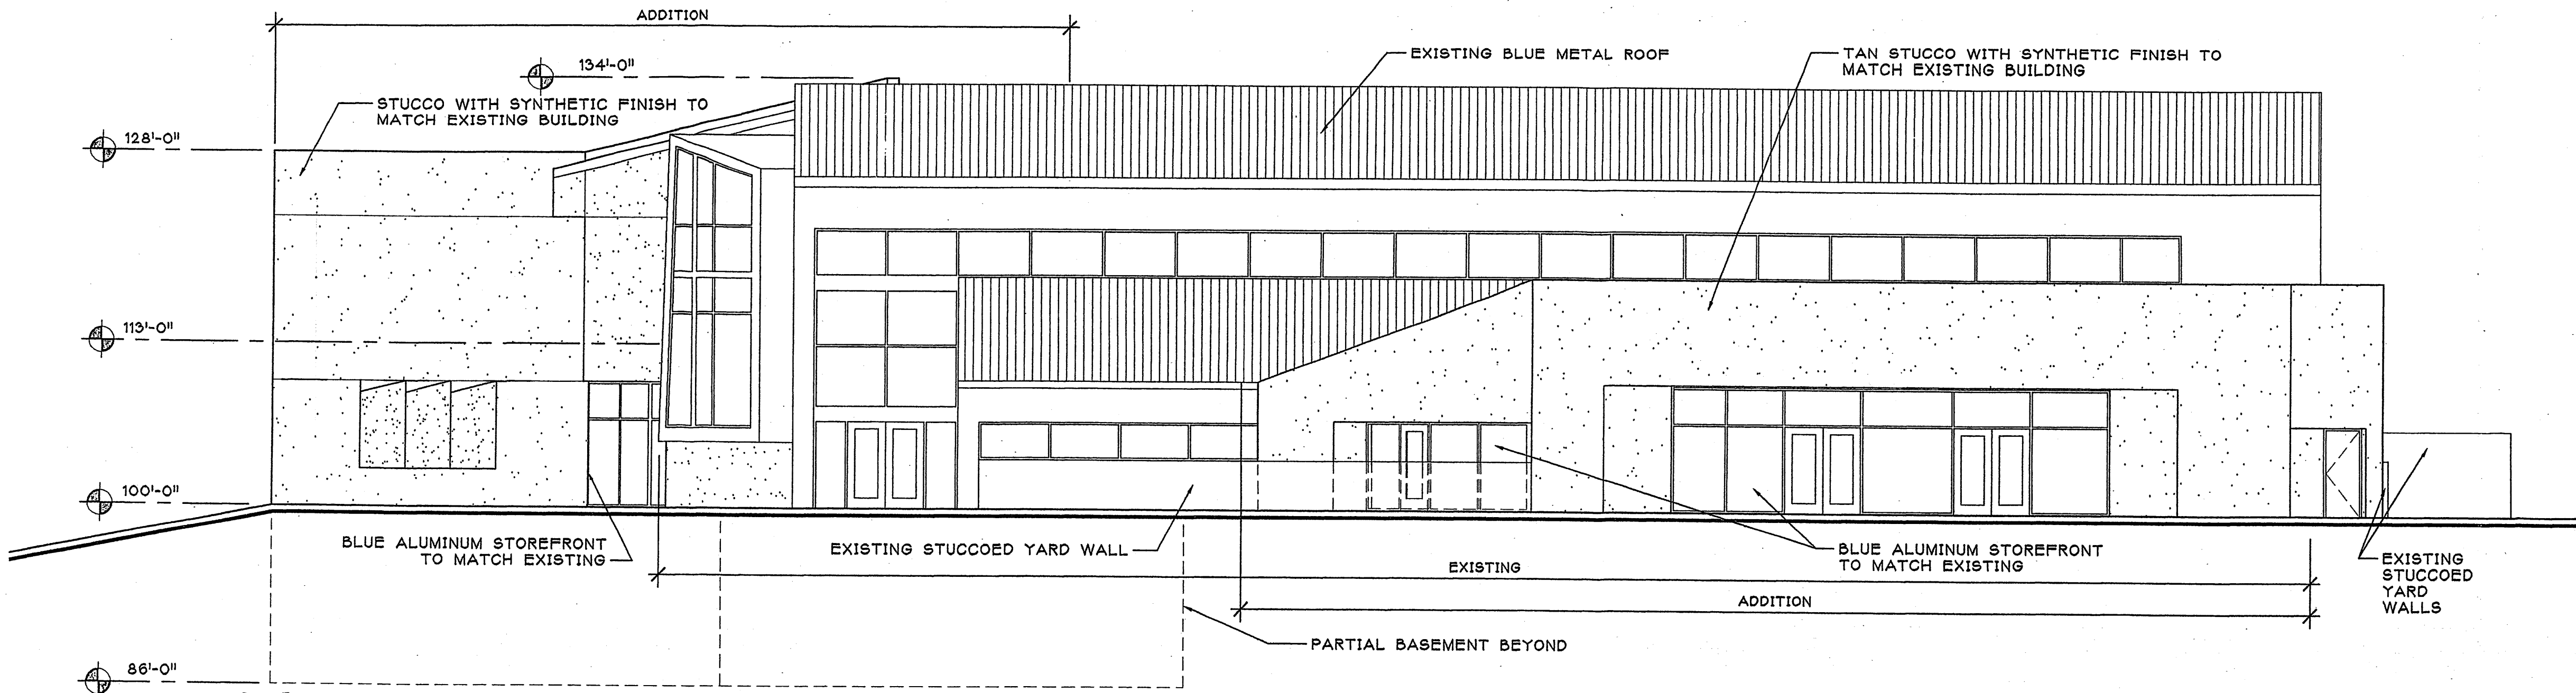 ADDITION
134'-0"
EXISTING BLUE METAL ROOF
TAN STUCCO WITH SYNTHETIC FINISH TO
MATCH EXISTING BUILDING
STUCCO WITH SYNTHETIC FINISH TO
MATCH EXISTING BUILDING
128'-0"
113'-0"
100'-0"
BLUE ALUMINUM STOREFRONT
TO MATCH EXISTING
EXISTING STUCCOED YARD WALL
BLUE ALUMINUM STOREFRONT
TO MATCH EXISTING
EXISTING
STUCCOED
YARD
WALLS
EXISTING
ADDITION
PARTIAL BASEMENT BEYOND
86'-0"